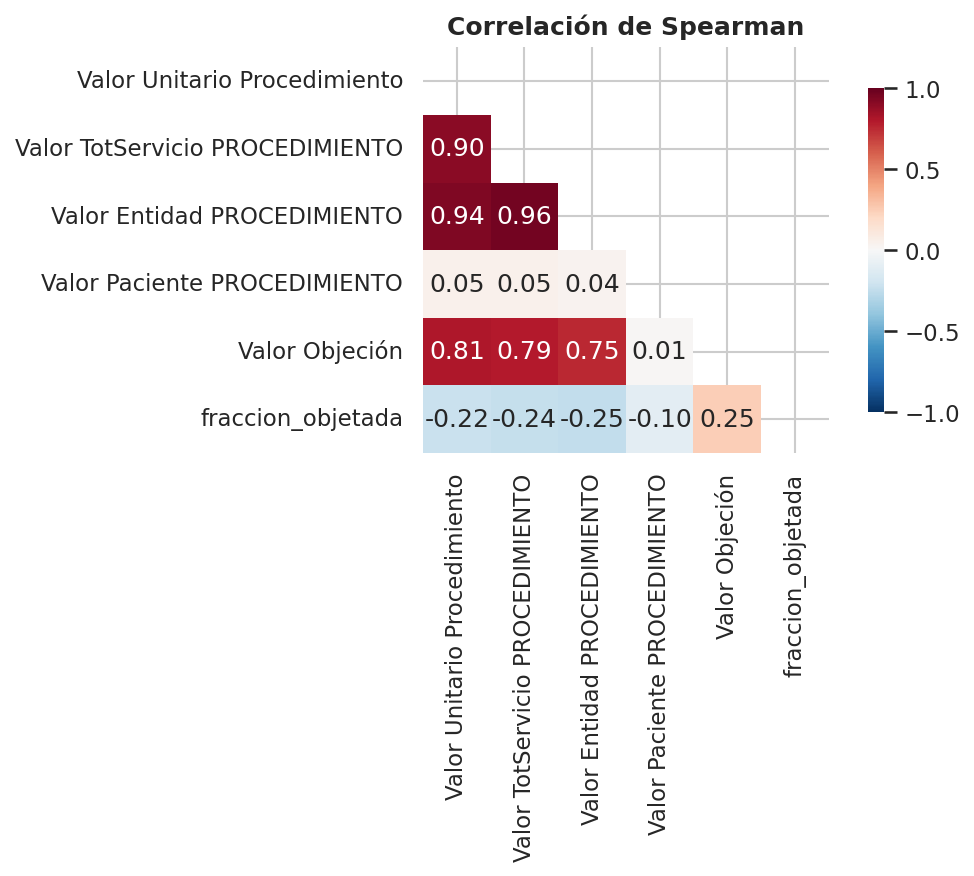 Correlación de Spearman
Valor Unitario Procedimiento
Valor TotServicio PROCEDIMIENTO
0.90
Valor Entidad PROCEDIMIENTO
0.94 0.96
Valor Paciente PROCEDIMIENTO
0.05 0.05 0.04
Valor Objeción
0.81 0.79 0.75 0.01
fraccion_objetada
-0.22 -0.24 -0.25 -0.10 0.25
Valor Unitario Procedimiento
Valor TotServicio PROCEDIMIENTO
Valor Entidad PROCEDIMIENTO
Valor Paciente PROCEDIMIENTO
Valor Objeción
fraccion_objetada
1.0
0.5
0.0
−0.5
−1.0